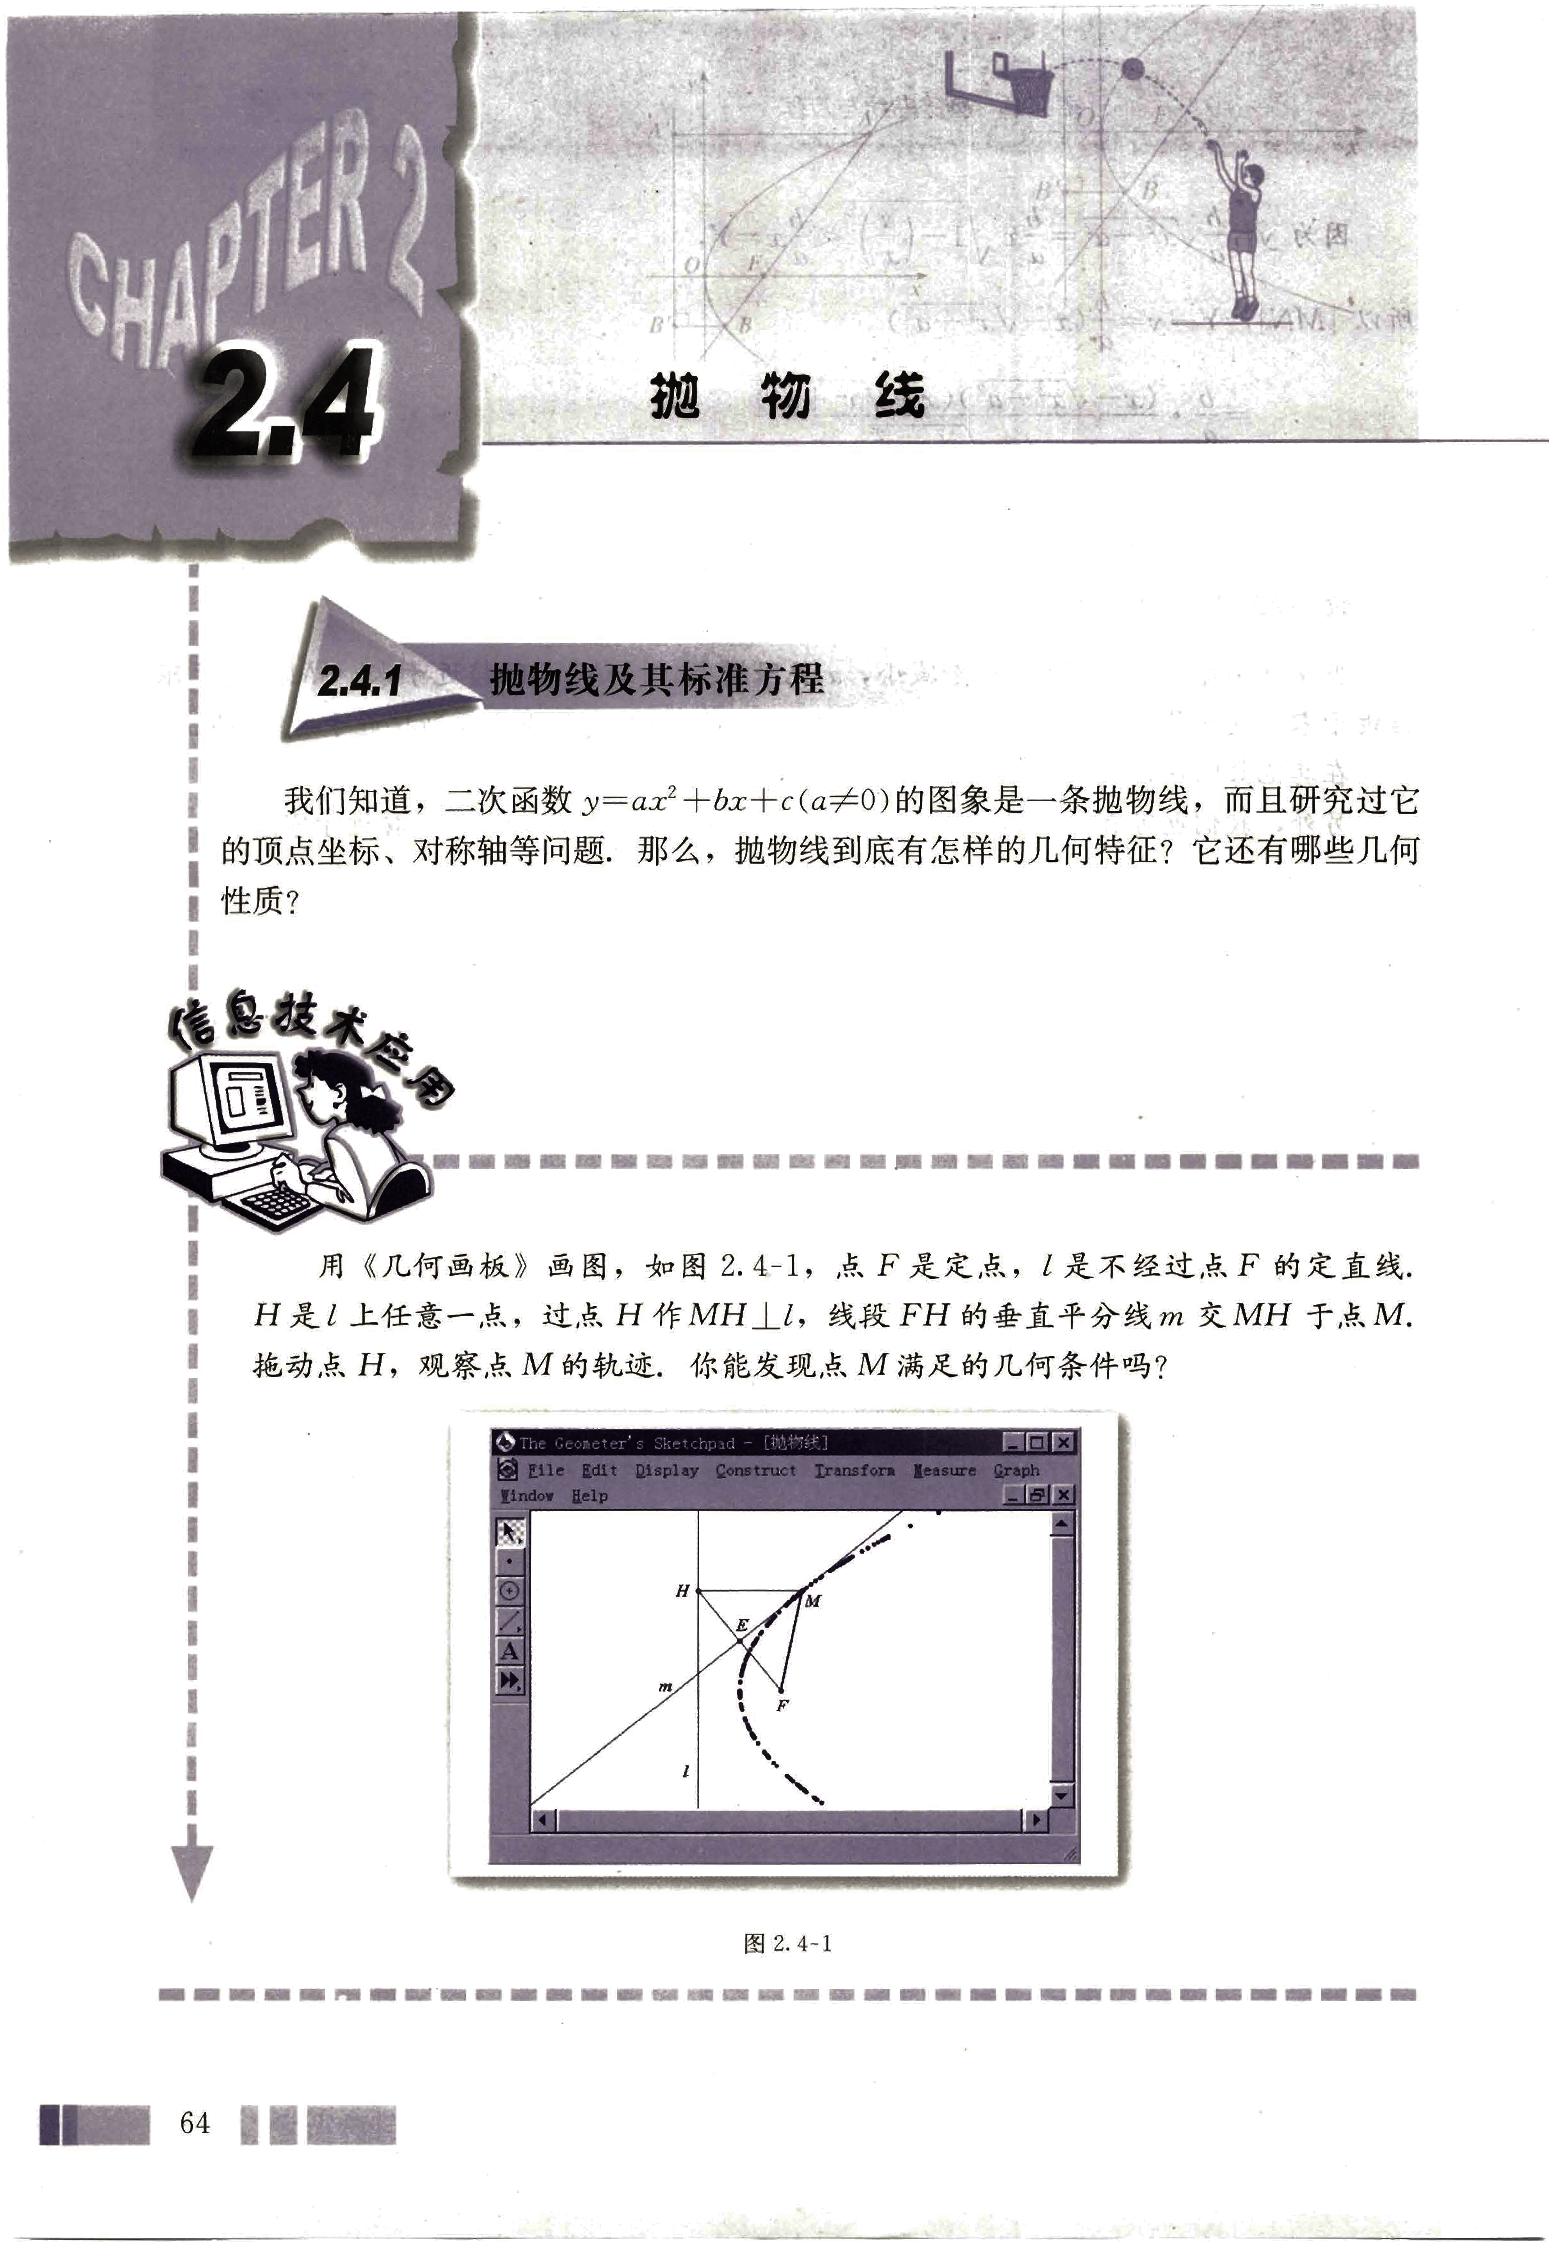 CHAPTER 2
2.4
抛 物 线
2.4.1 抛物线及其标准方程
我们知道，二次函数 y=ax²+bx+c(a≠0)的图象是一条抛物线，而且研究过它
的顶点坐标、对称轴等问题. 那么，抛物线到底有怎样的几何特征？它还有哪些几何
性质？
信息技术应用
用《几何画板》画图，如图 2.4-1，点 F 是定点，l 是不经过点 F 的定直线.
H 是 l 上任意一点，过点 H 作 MH⊥l，线段 FH 的垂直平分线 m 交 MH 于点 M.
拖动点 H，观察点 M 的轨迹. 你能发现点 M 满足的几何条件吗？
The Geometer's Sketchpad - [抛物线]
File Edit Display Construct Transform Measure Graph
Window Help
A
H
M
E
m
F
l
图 2.4-1
64